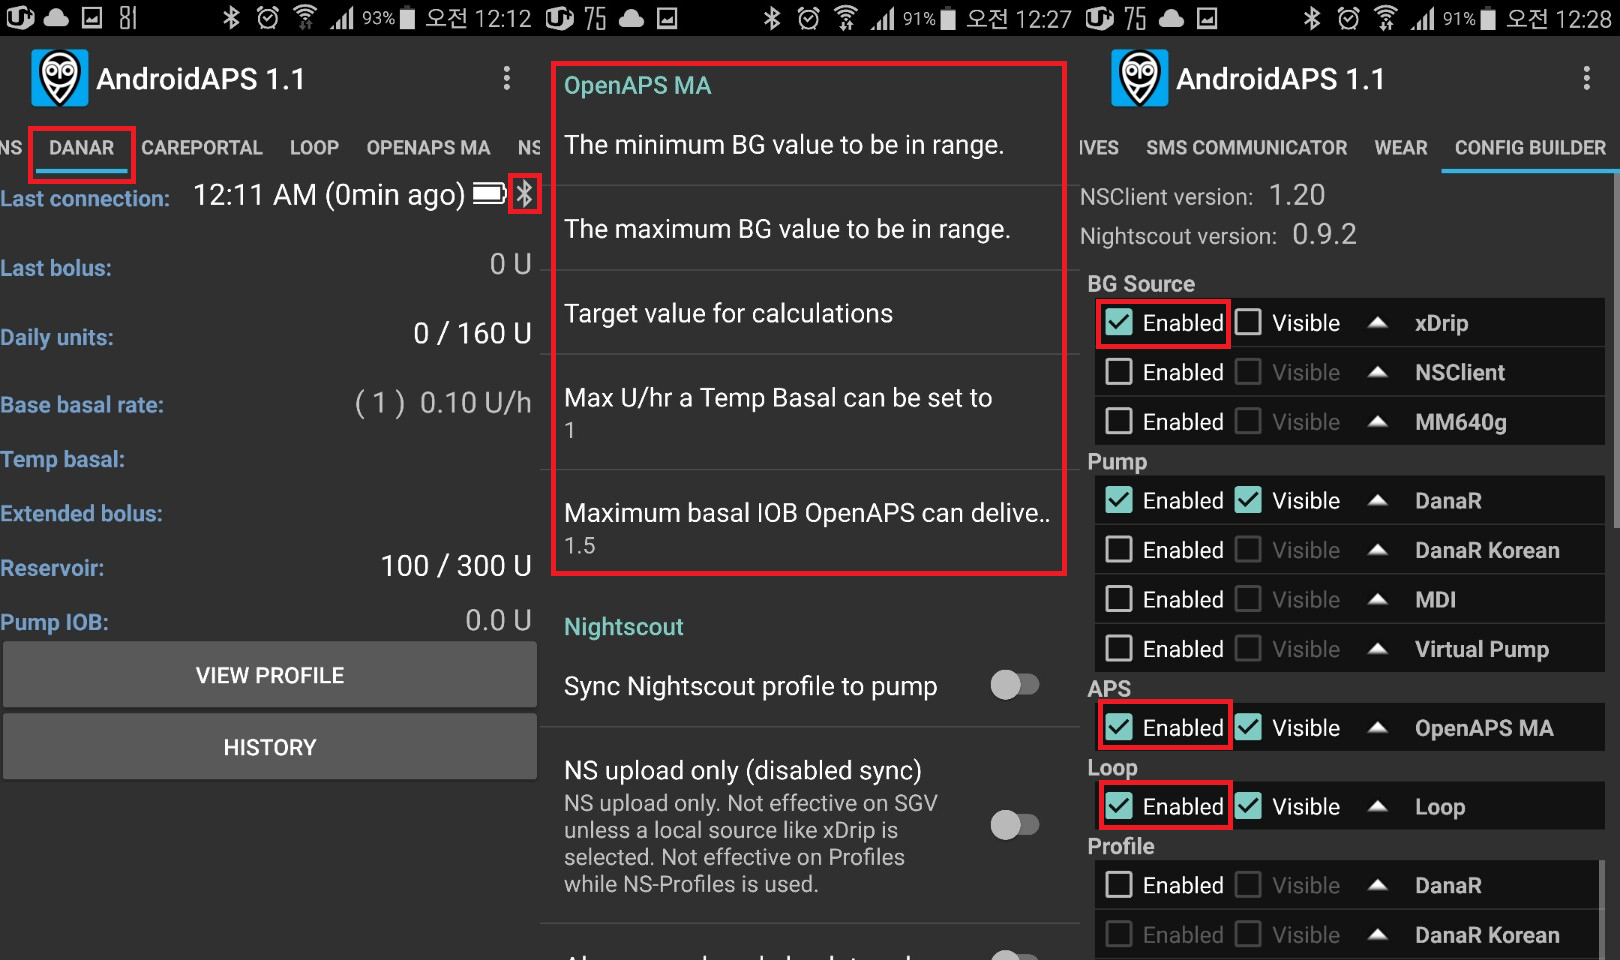 81 93% 오전 12:12
AndroidAPS 1.1
NS DANAR CAREPORTAL LOOP OPENAPS MA NS
Last connection: 12:11 AM (0min ago)
Last bolus: 0 U
Daily units: 0 / 160 U
Base basal rate: ( 1 ) 0.10 U/h
Temp basal:
Extended bolus:
Reservoir: 100 / 300 U
Pump IOB: 0.0 U
VIEW PROFILE
HISTORY
75 91% 오전 12:27
OpenAPS MA
The minimum BG value to be in range.
The maximum BG value to be in range.
Target value for calculations
Max U/hr a Temp Basal can be set to
1
Maximum basal IOB OpenAPS can delive..
1.5
Nightscout
Sync Nightscout profile to pump
NS upload only (disabled sync)
NS upload only. Not effective on SGV
unless a local source like xDrip is
selected. Not effective on Profiles
while NS-Profiles is used.
75 91% 오전 12:28
AndroidAPS 1.1
IVES SMS COMMUNICATOR WEAR CONFIG BUILDER
NSClient version: 1.20
Nightscout version: 0.9.2
BG Source
Enabled Visible xDrip
Enabled Visible NSClient
Enabled Visible MM640g
Pump
Enabled Visible DanaR
Enabled Visible DanaR Korean
Enabled Visible MDI
Enabled Visible Virtual Pump
APS
Enabled Visible OpenAPS MA
Loop
Enabled Visible Loop
Profile
Enabled Visible DanaR
Enabled Visible DanaR Korean